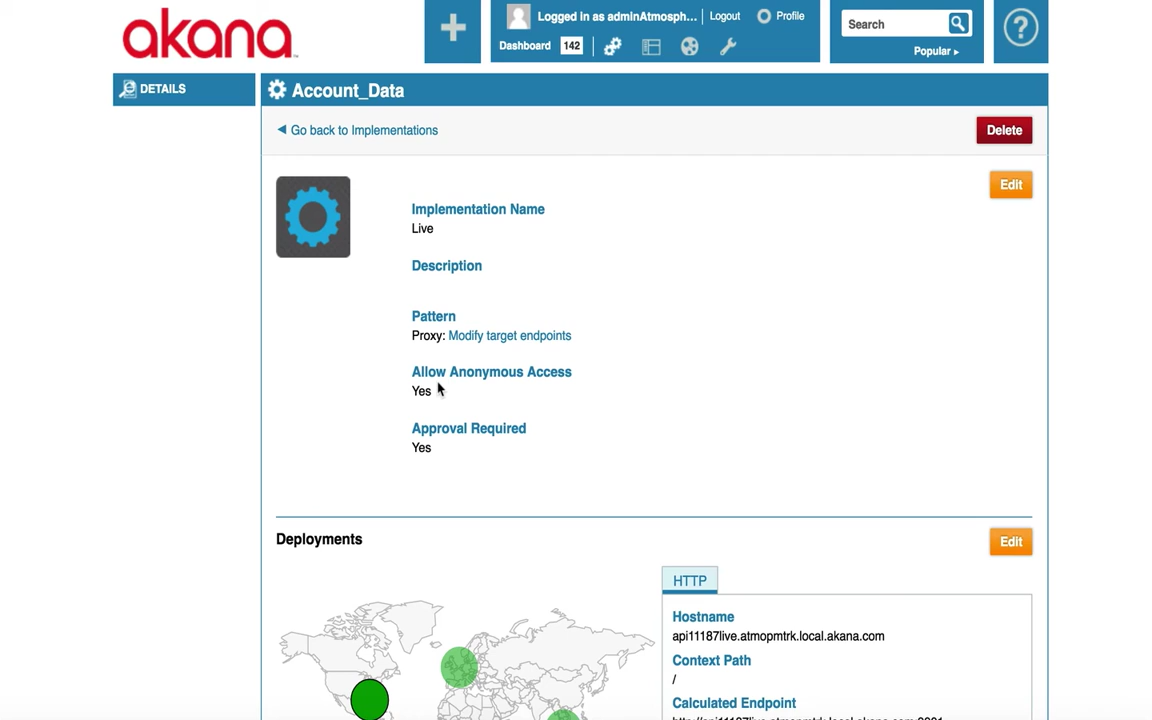 akana
Logged in as adminAtmosph... Logout Profile
Dashboard 142
Search
Popular ▸
DETAILS
Account_Data
Go back to Implementations
Delete
Edit
Implementation Name
Live
Description
Pattern
Proxy: Modify target endpoints
Allow Anonymous Access
Yes
Approval Required
Yes
Deployments
Edit
HTTP
Hostname
api11187live.atmopmtrk.local.akana.com
Context Path
/
Calculated Endpoint